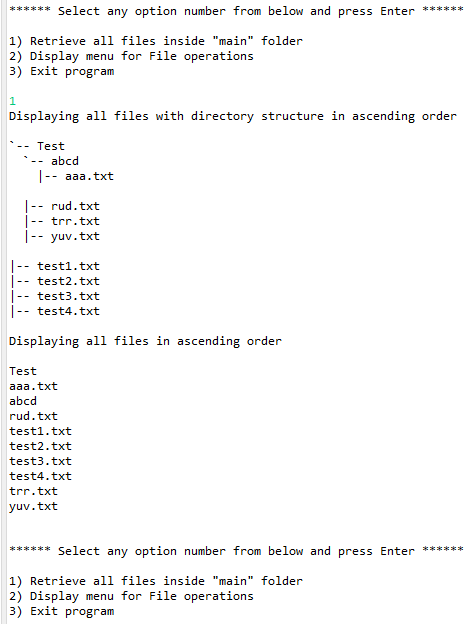 ****** Select any option number from below and press Enter ******
1) Retrieve all files inside "main" folder
2) Display menu for File operations
3) Exit program
1
Displaying all files with directory structure in ascending order
`-- Test
  `-- abcd
    |-- aaa.txt
  |-- rud.txt
  |-- trr.txt
  |-- yuv.txt
|-- test1.txt
|-- test2.txt
|-- test3.txt
|-- test4.txt
Displaying all files in ascending order
Test
aaa.txt
abcd
rud.txt
test1.txt
test2.txt
test3.txt
test4.txt
trr.txt
yuv.txt
****** Select any option number from below and press Enter ******
1) Retrieve all files inside "main" folder
2) Display menu for File operations
3) Exit program